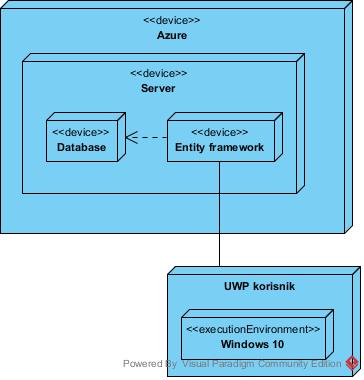 <<device>>
Azure
<<device>>
Server
<<device>>
Database
<<device>>
Entity framework
UWP korisnik
<<executionEnvironment>>
Windows 10
Powered By Visual Paradigm Community Edition